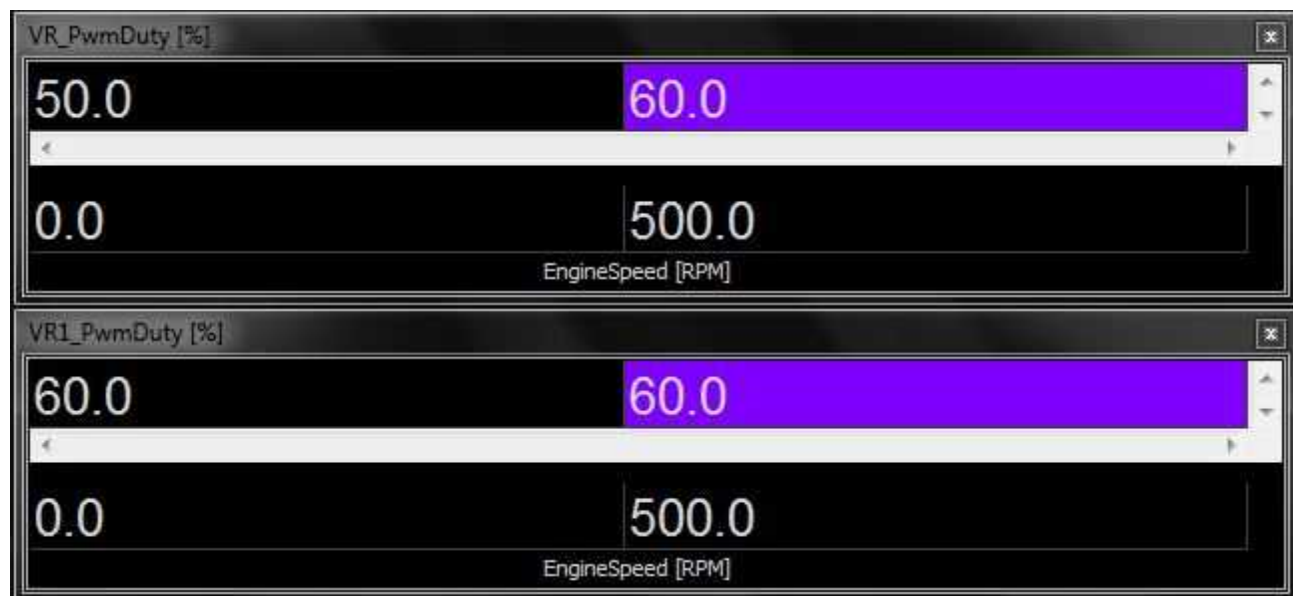 VR_PwmDuty [%]
50.0 60.0
0.0 500.0
EngineSpeed [RPM]
VR1_PwmDuty [%]
60.0 60.0
0.0 500.0
EngineSpeed [RPM]